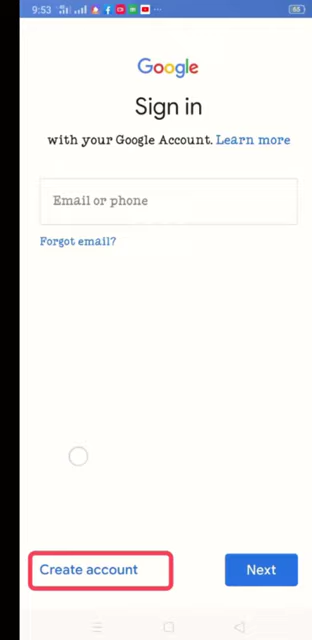 9:53
65
Google
Sign in
with your Google Account. Learn more
Email or phone
Forgot email?
Create account
Next